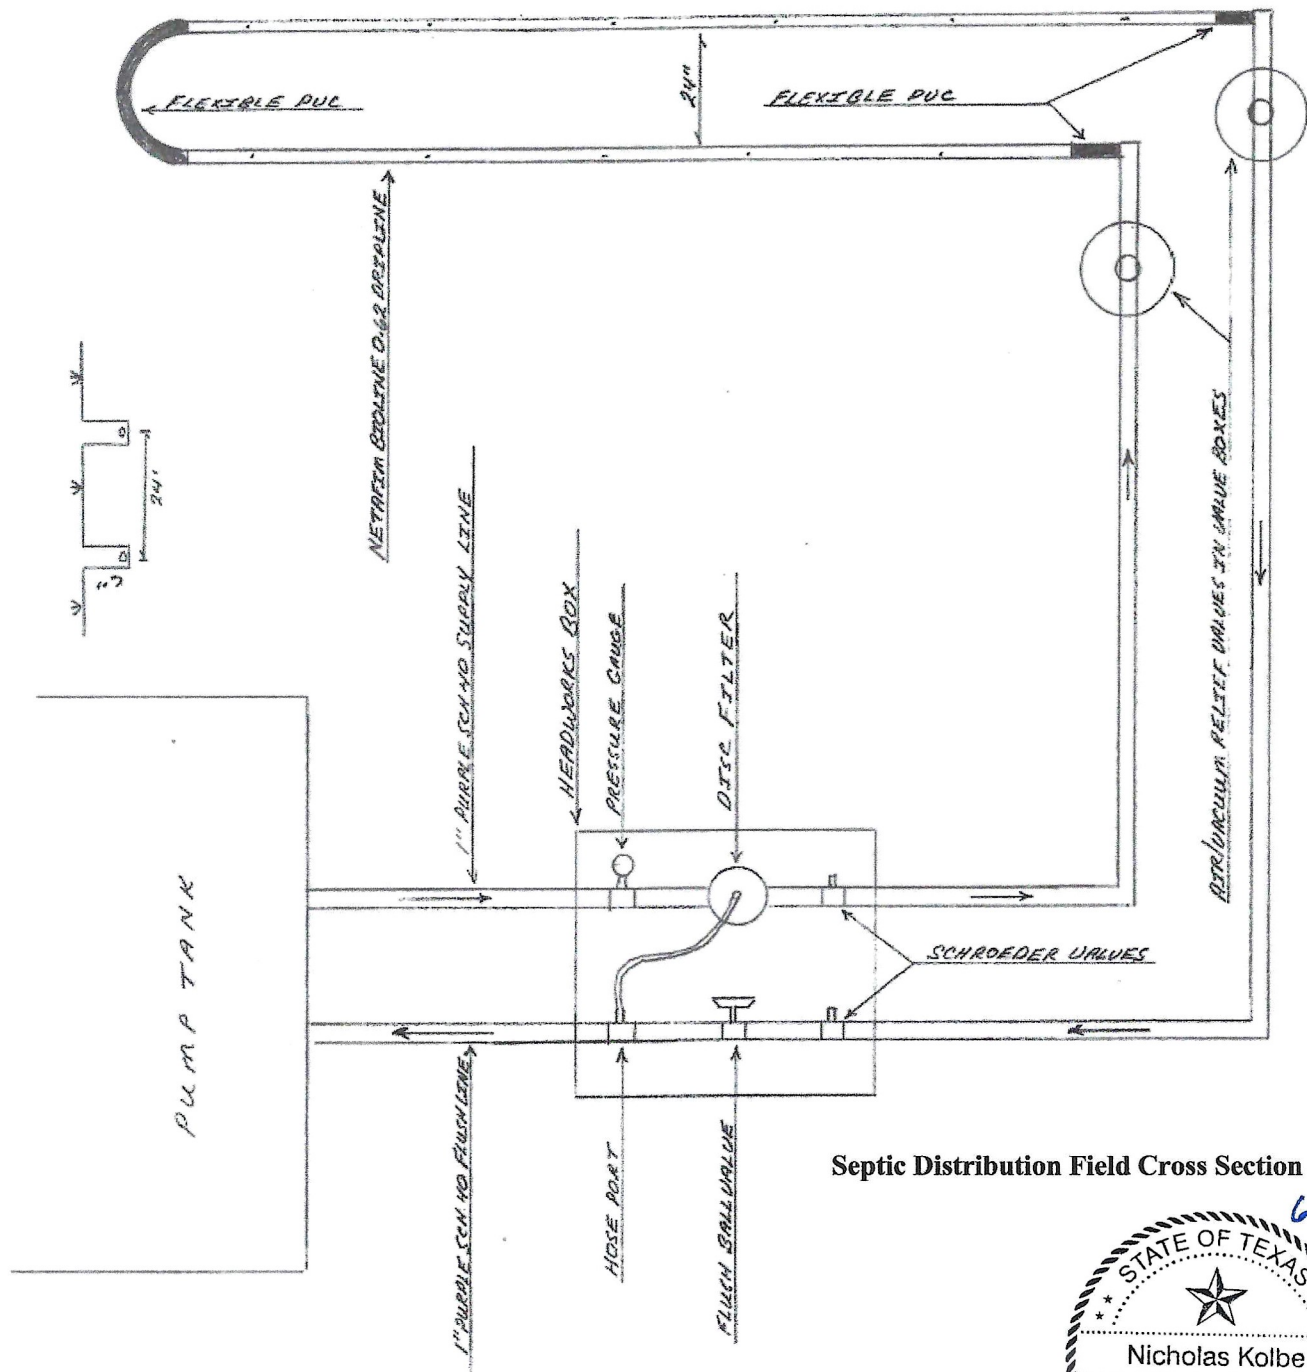 FLEXIBLE PVC
24"
FLEXIBLE PVC
NETAFIM BIOLINE 0.62 DRIPLINE
24"
1" PURPLE SCH 40 SUPPLY LINE
HEADWORKS BOX
PRESSURE GAUGE
DISC FILTER
AIR/VACUUM RELIEF VALVES IN VALVE BOXES
PUMP TANK
SCHROEDER VALVES
1" PURPLE SCH 40 FLUSH LINE
HOSE PORT
FLUSH BALL VALVE
Septic Distribution Field Cross Section
STATE OF TEXAS
Nicholas Kolbe